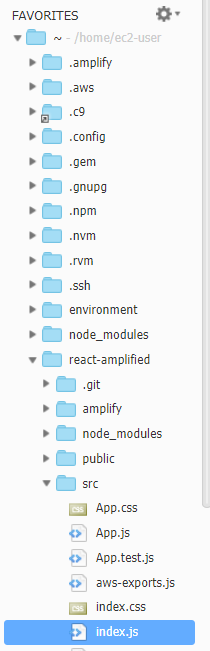 FAVORITES
~ - /home/ec2-user
.amplify
.aws
.c9
.config
.gem
.gnupg
.npm
.nvm
.rvm
.ssh
environment
node_modules
react-amplified
.git
amplify
node_modules
public
src
css App.css
App.js
App.test.js
aws-exports.js
css index.css
index.js